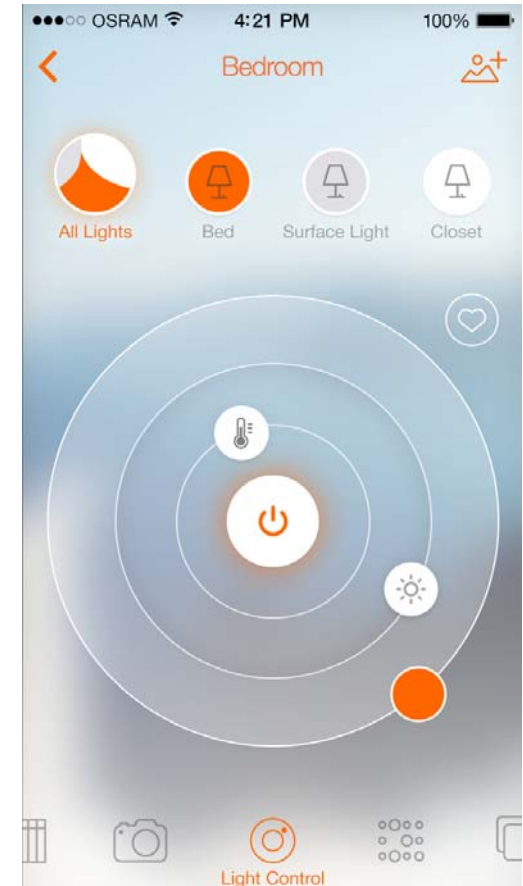 OSRAM 4:21 PM 100%
Bedroom
All Lights Bed Surface Light Closet
Light Control